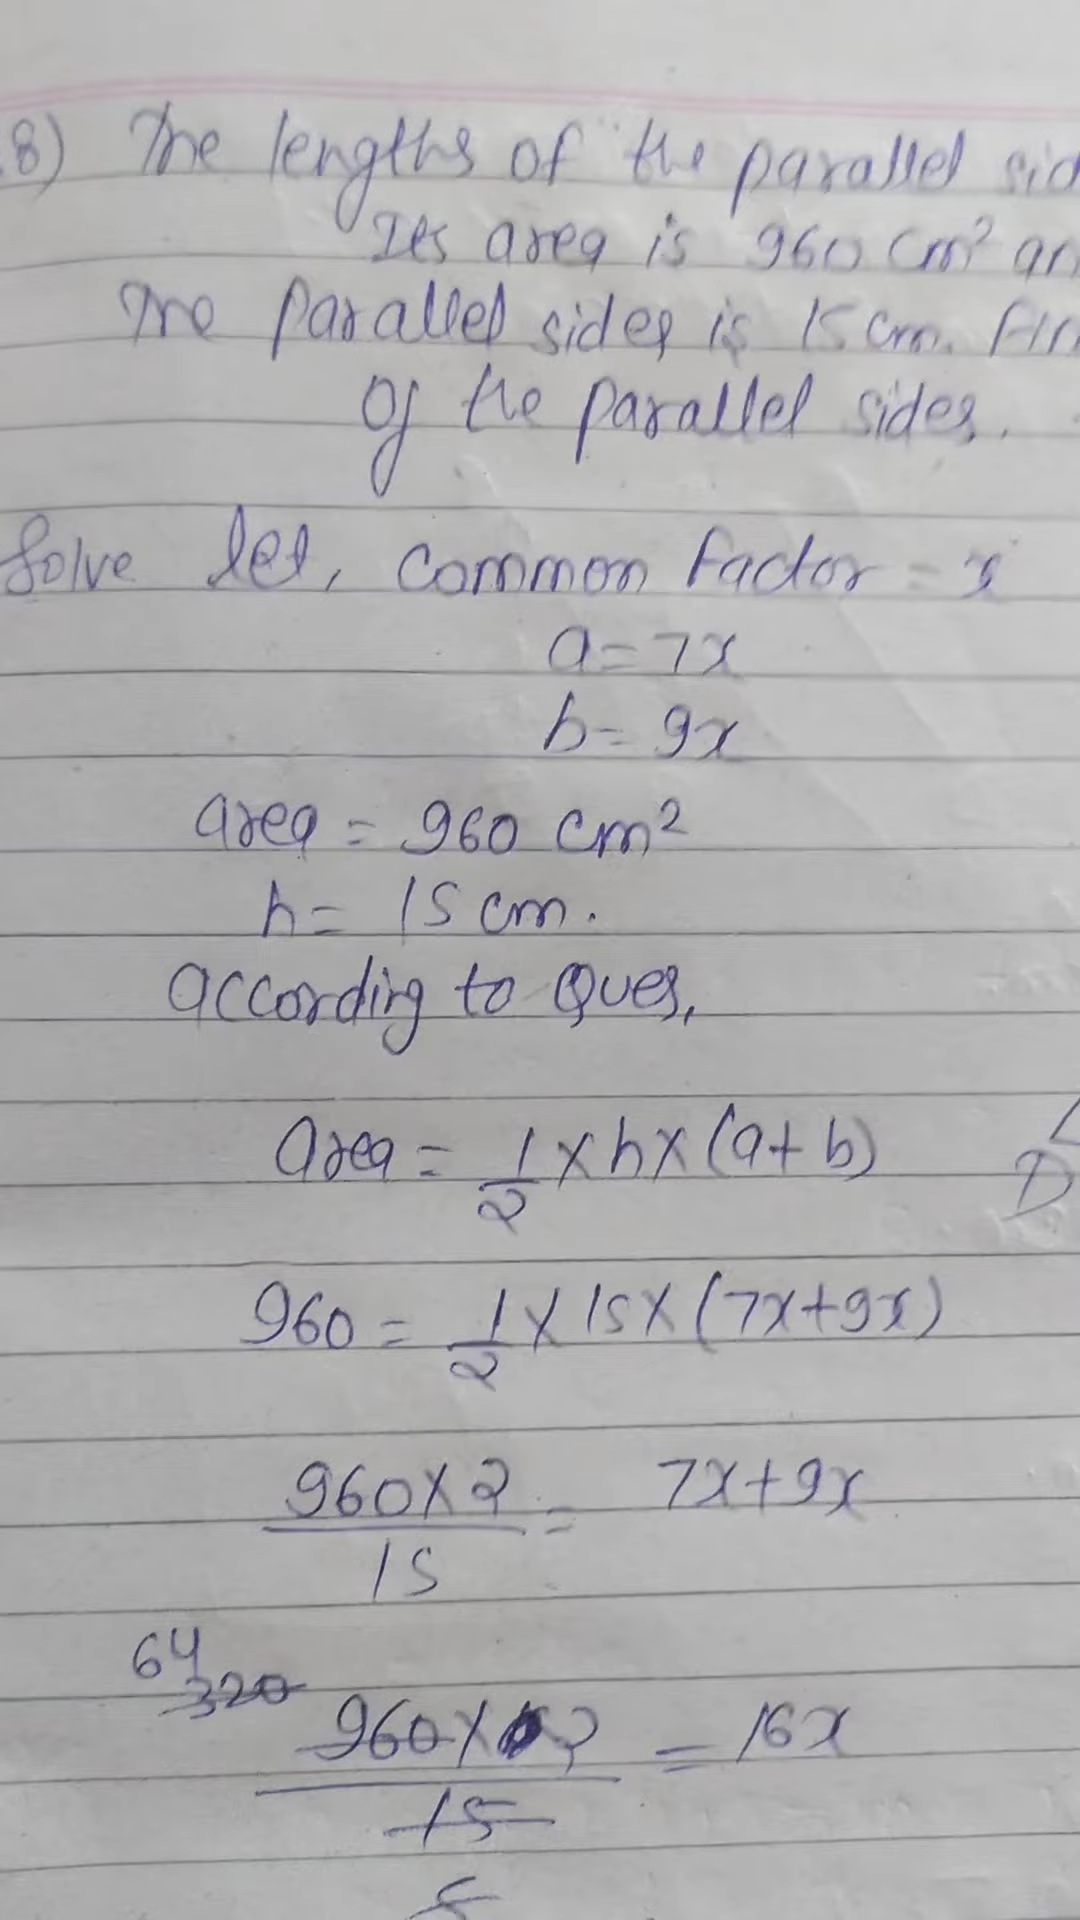 8) The lengths of the parallel sid
Its area is 960 cm² an
The parallel sides is 15 cm. Fin
of the parallel sides.
Solve let, common factor = x
a = 7x
b = 9x
area = 960 cm²
h = 15 cm.
according to Ques,
area = 1/2 × h × (a + b)
D
960 = 1/2 × 15 × (7x + 9x)
960 × 2 / 15 = 7x + 9x
64
320
960 × 2 / 15 = 16x
5